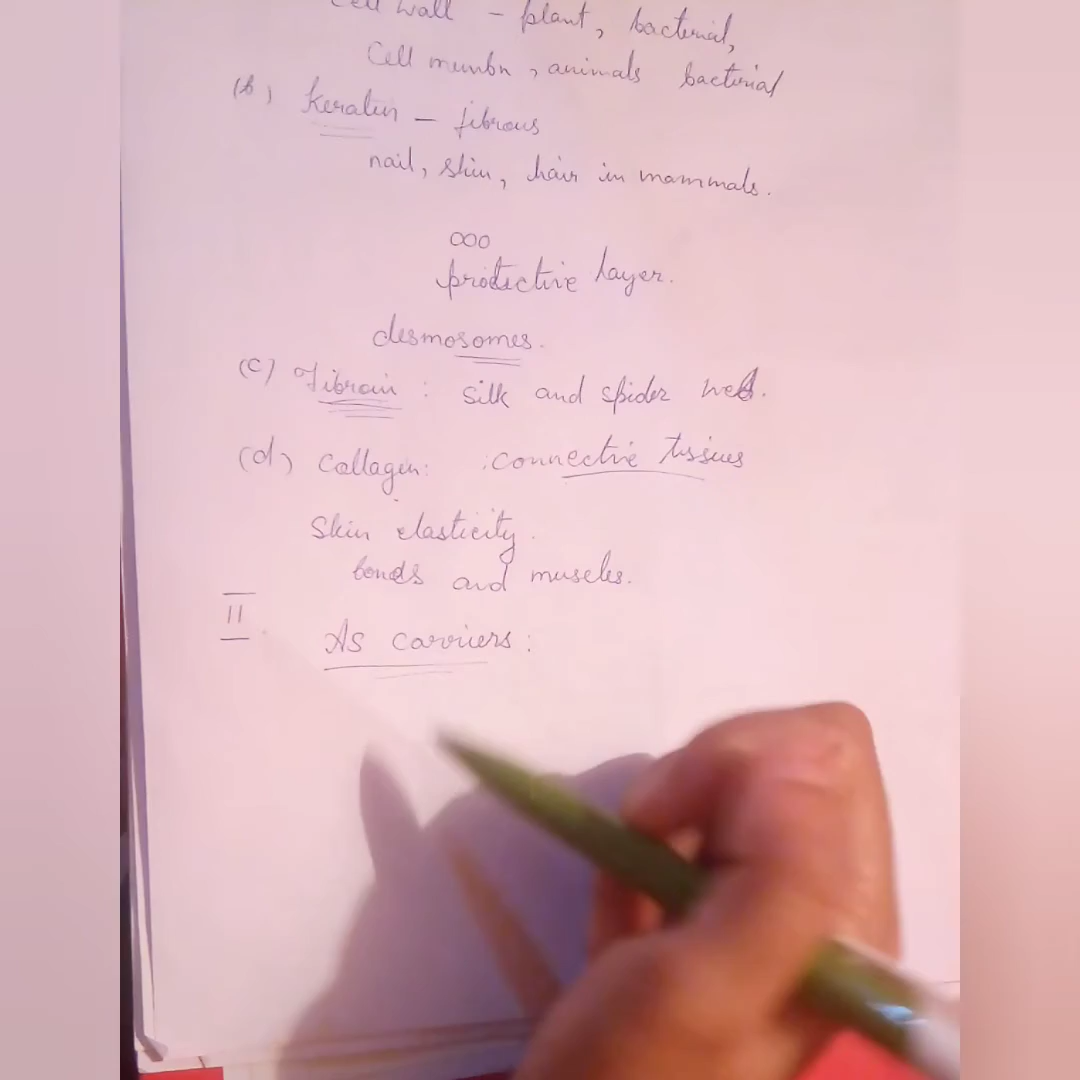 Cell wall - plant, bacterial,
Cell membn, animals bacterial
(b) Keratin - fibrous
nail, skin, hair in mammals.
ooo
protective layer.
desmosomes.
(c) Fibroin : silk and spider web.
(d) Collagen: connective tissues
Skin elasticity.
and muscles.
II As carriers: